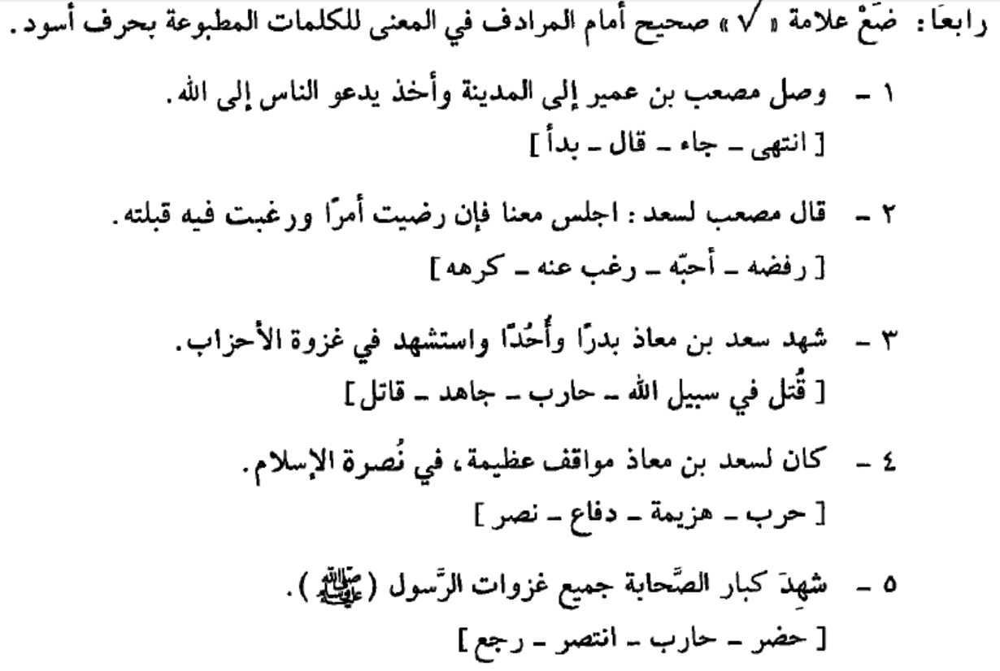 رابعًا: ضَعْ علامة « √ » صحيح أمام المرادف في المعنى للكلمات المطبوعة بحرف أسود.
١ – وصل مصعب بن عمير إلى المدينة وأخذ يدعو الناس إلى الله.
[ انتهى – جاء – قال – بدأ ]
٢ – قال مصعب لسعد : اجلس معنا فإن رضيت أمرًا ورغبت فيه قبلته.
[ رفضه – أحبّه – رغب عنه – كرهه ]
٣ – شهد سعد بن معاذ بدرًا وأُحُدًا واستشهد في غزوة الأحزاب.
[ قُتل في سبيل الله – حارب – جاهد – قاتل ]
٤ – كان لسعد بن معاذ مواقف عظيمة، في نُصرة الإسلام.
[ حرب – هزيمة – دفاع – نصر ]
٥ – شهِدَ كبار الصَّحابة جميع غزوات الرَّسول (ﷺ).
[ حضر – حارب – انتصر – رجع ]